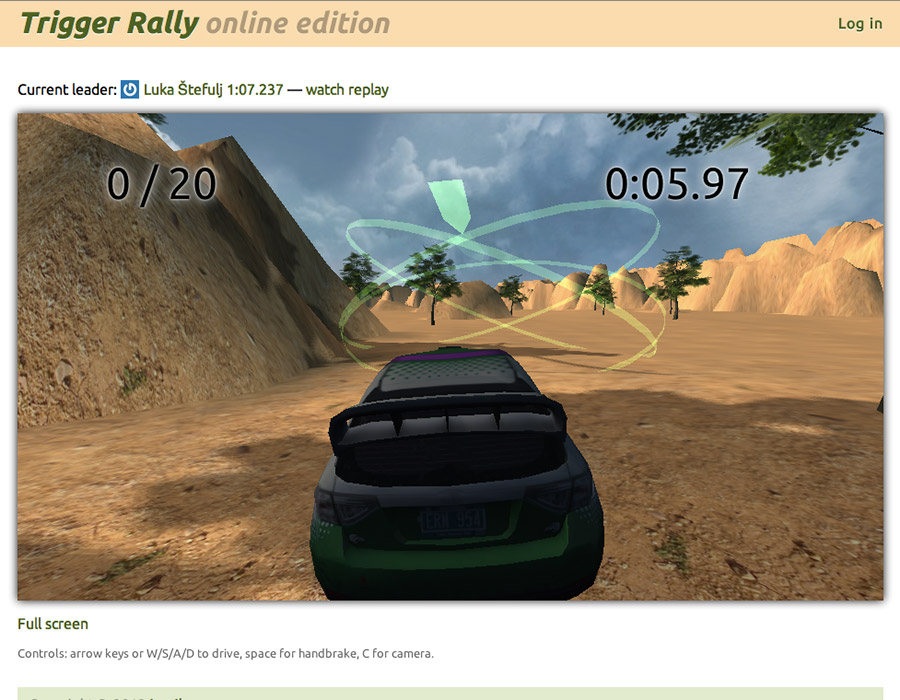 Trigger Rally online edition
Log in
Current leader: Luka Štefulj 1:07.237 — watch replay
0 / 20
0:05.97
Full screen
Controls: arrow keys or W/S/A/D to drive, space for handbrake, C for camera.